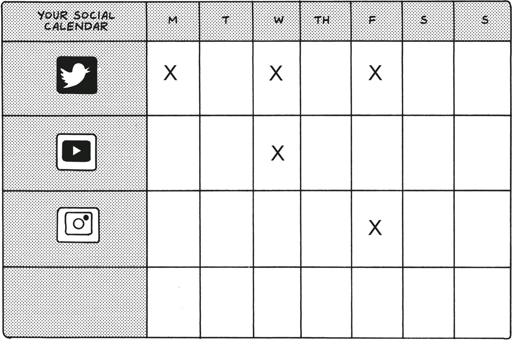 YOUR SOCIAL
CALENDAR
M T W TH F S S
X X X
X
X